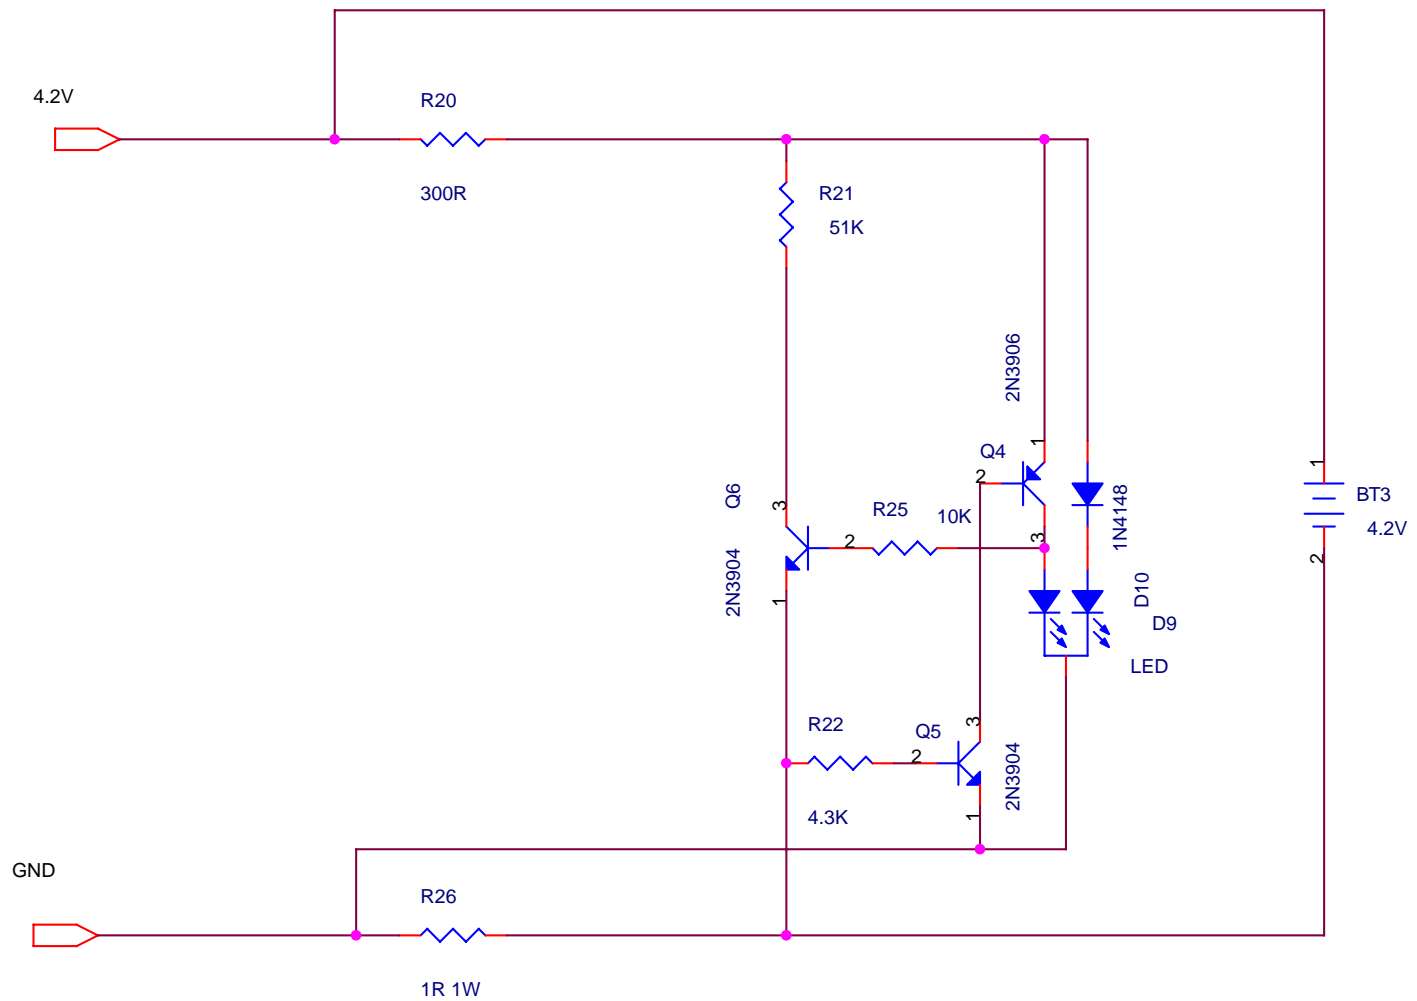 4.2V
R20
300R
R21
51K
2N3906
Q4
1
2
3
1N4148
Q6
3
2
1
2N3904
R25
10K
D10
D9
LED
BT3
4.2V
1
2
R22
4.3K
Q5
2
3
1
2N3904
GND
R26
1R 1W